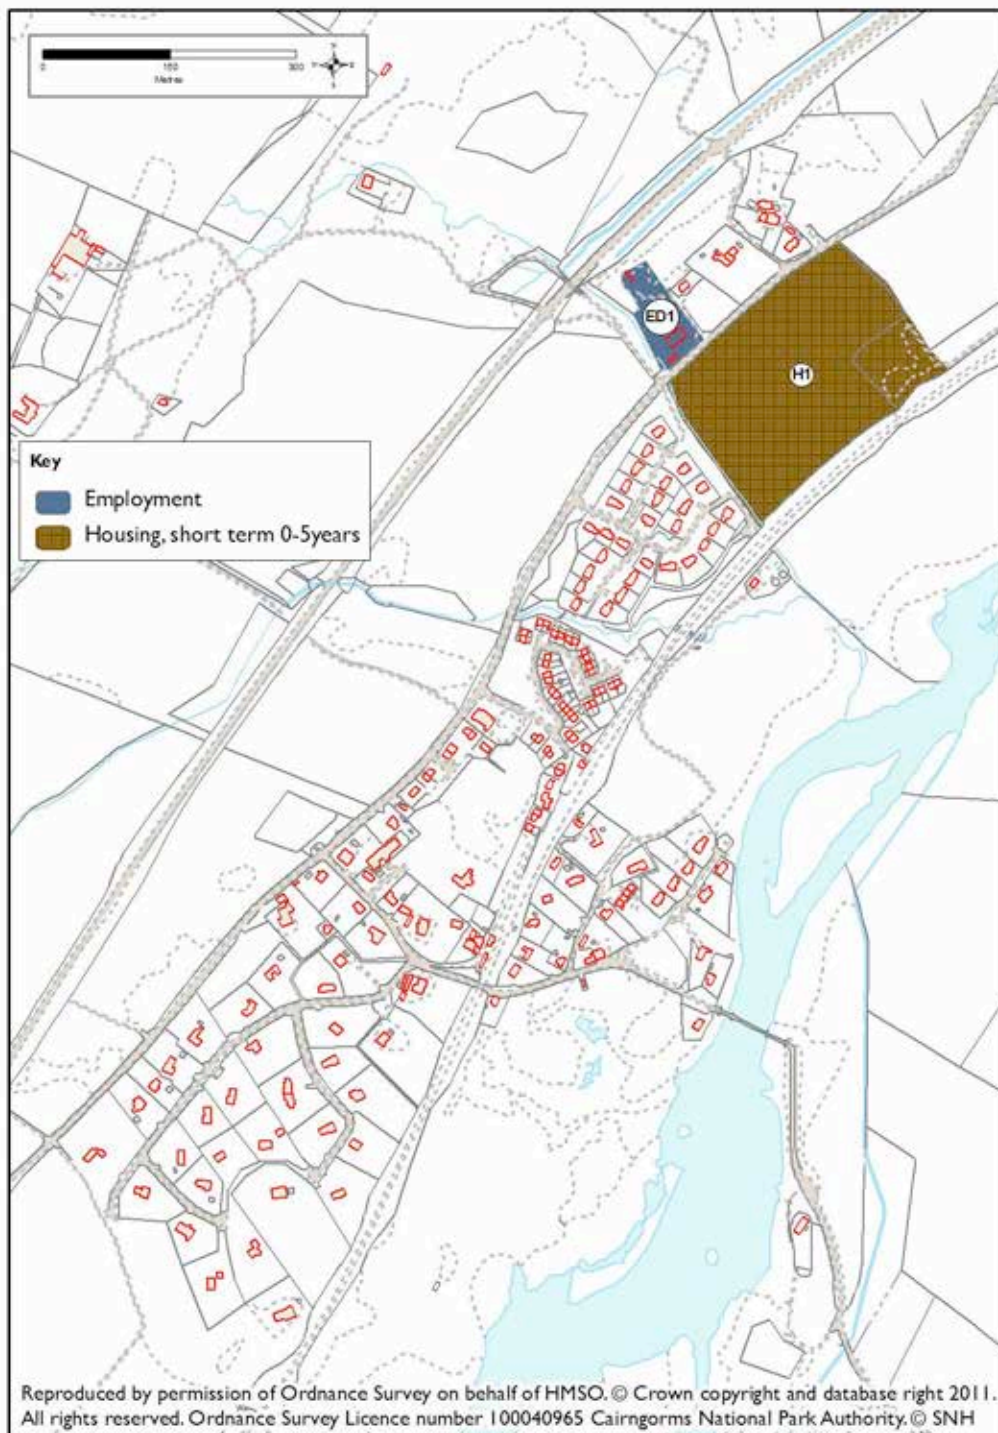 0
150
300
Metres
ED1
H1
Key
Employment
Housing, short term 0-5years
Reproduced by permission of Ordnance Survey on behalf of HMSO. © Crown copyright and database right 2011.
All rights reserved. Ordnance Survey Licence number 100040965 Cairngorms National Park Authority. © SNH